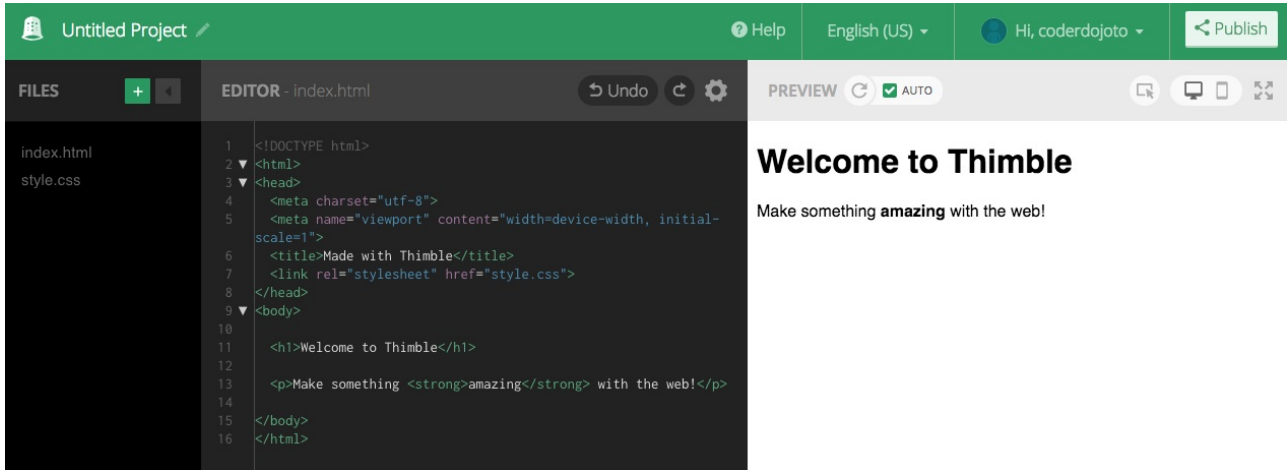 Untitled Project
Help
English (US)
Hi, coderdojoto
Publish
FILES
+
EDITOR - index.html
Undo
PREVIEW
AUTO
index.html
style.css
1 <!DOCTYPE html>
2 <html>
3 <head>
4 <meta charset="utf-8">
5 <meta name="viewport" content="width=device-width, initial-
scale=1">
6 <title>Made with Thimble</title>
7 <link rel="stylesheet" href="style.css">
8 </head>
9 <body>
10
11 <h1>Welcome to Thimble</h1>
12
13 <p>Make something <strong>amazing</strong> with the web!</p>
14
15 </body>
16 </html>
Welcome to Thimble
Make something amazing with the web!